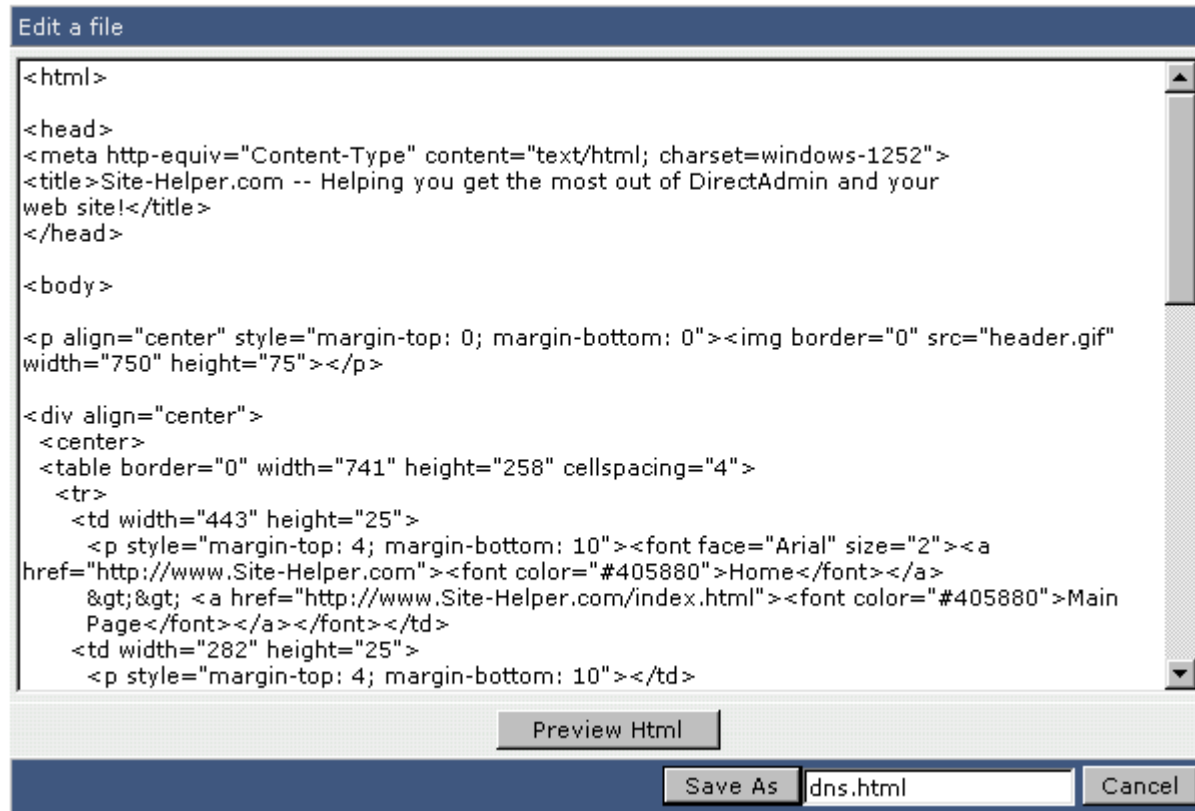 Edit a file
<html>
<head>
<meta http-equiv="Content-Type" content="text/html; charset=windows-1252">
<title>Site-Helper.com -- Helping you get the most out of DirectAdmin and your
web site!</title>
</head>
<body>
<p align="center" style="margin-top: 0; margin-bottom: 0"><img border="0" src="header.gif"
width="750" height="75"></p>
<div align="center">
<center>
<table border="0" width="741" height="258" cellspacing="4">
<tr>
<td width="443" height="25">
<p style="margin-top: 4; margin-bottom: 10"><font face="Arial" size="2"><a
href="http://www.Site-Helper.com"><font color="#405880">Home</font></a>
&gt;&gt; <a href="http://www.Site-Helper.com/index.html"><font color="#405880">Main
Page</font></a></font></td>
<td width="282" height="25">
<p style="margin-top: 4; margin-bottom: 10"></td>
Preview Html
Save As dns.html Cancel